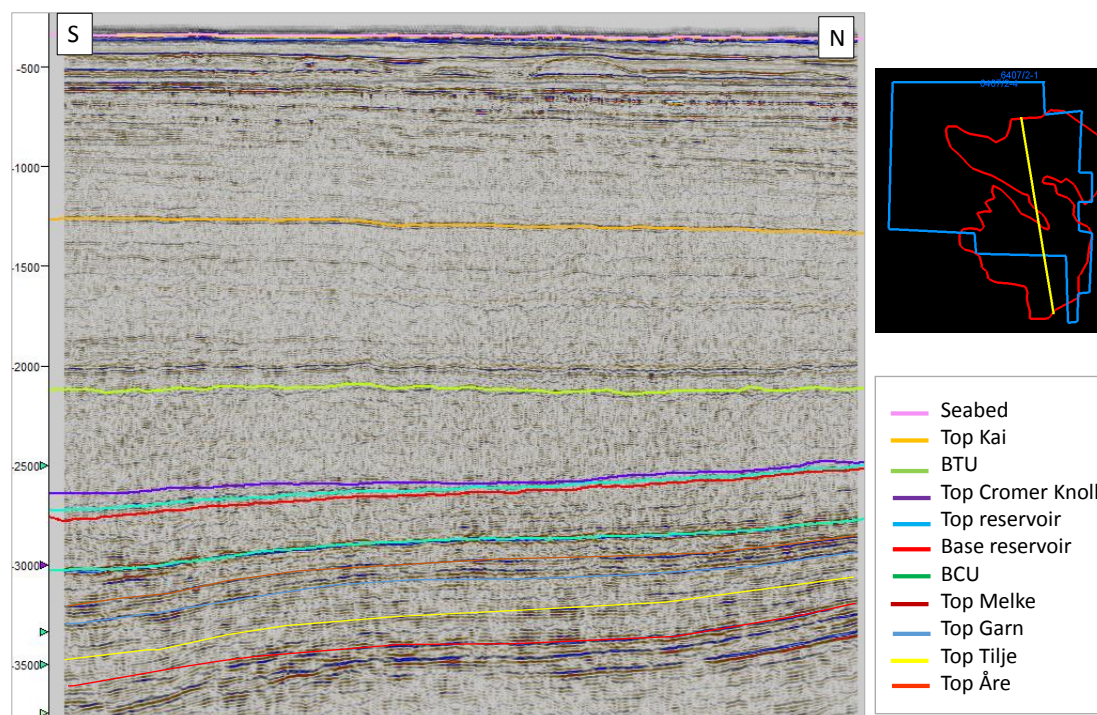 S
N
-500
-1000
-1500
-2000
-2500
-3000
-3500
6407/2-1
Seabed
Top Kai
BTU
Top Cromer Knoll
Top reservoir
Base reservoir
BCU
Top Melke
Top Garn
Top Tilje
Top Åre